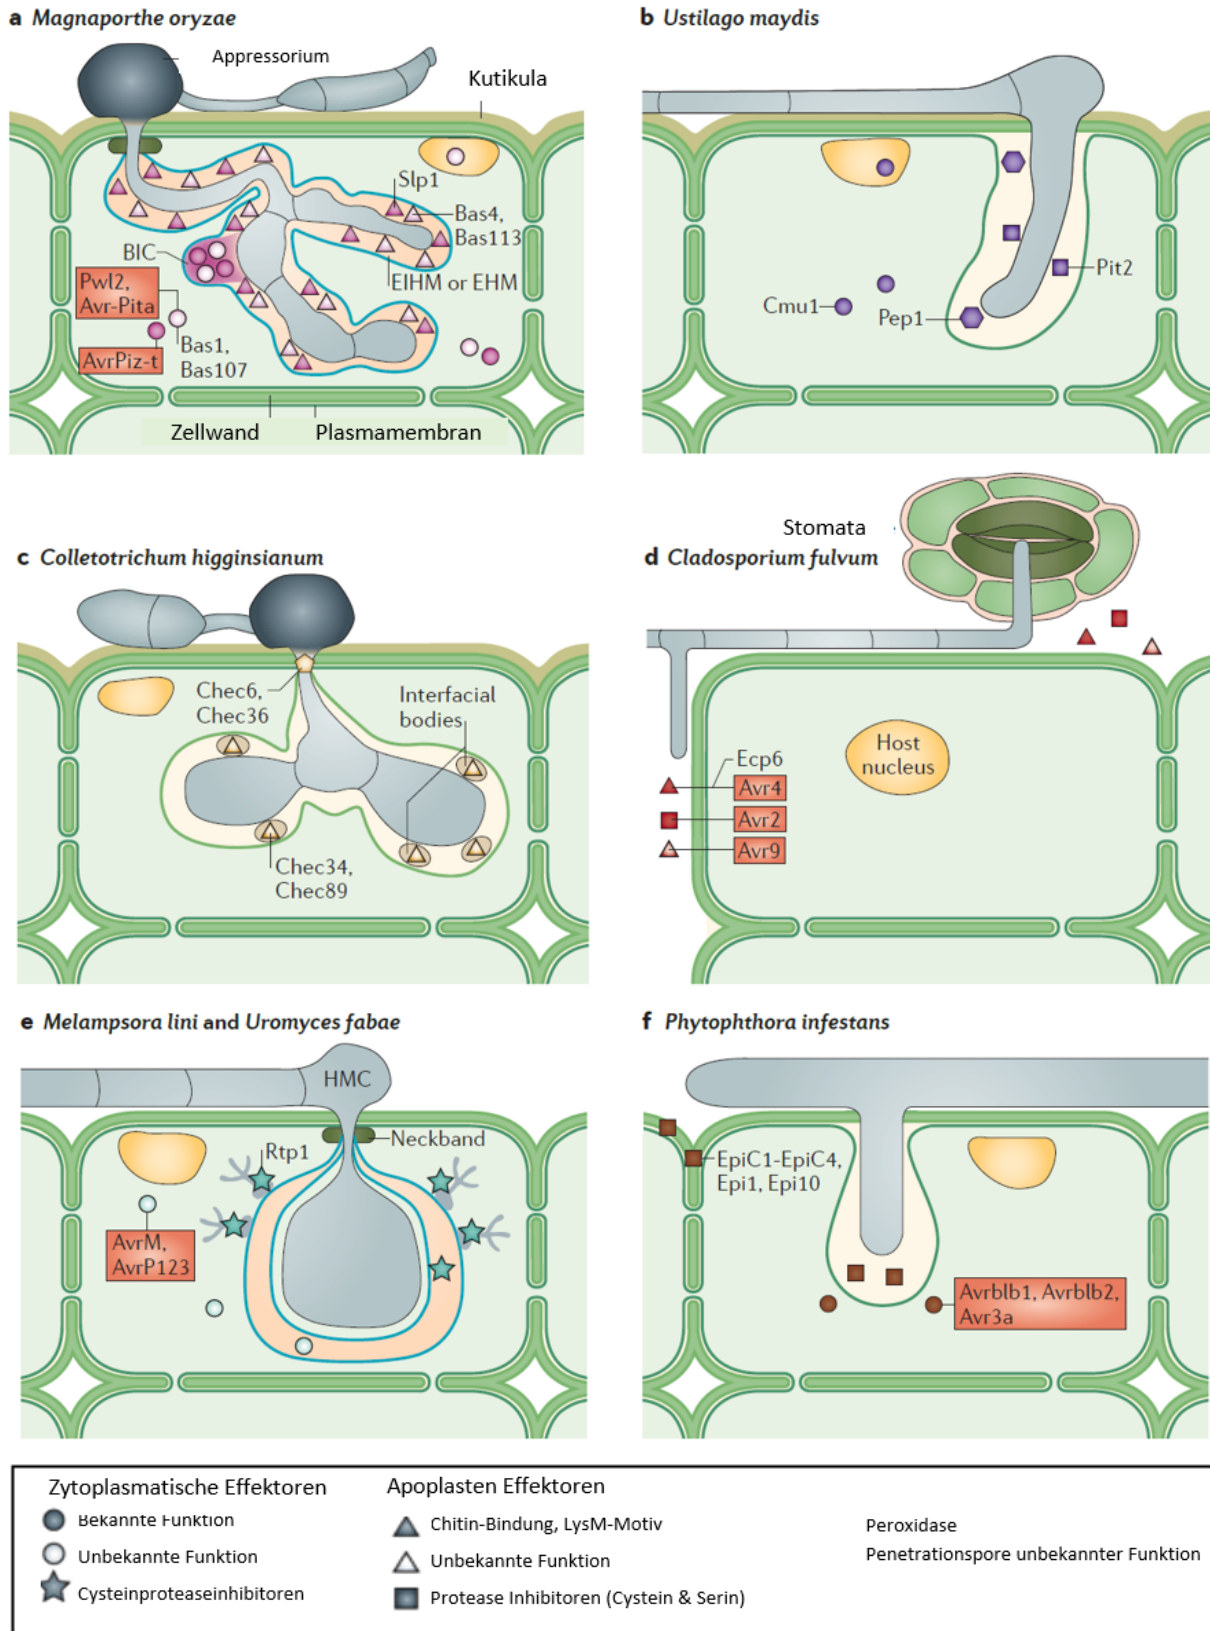 a Magnaporthe oryzae
Appressorium
Kutikula
Slp1
Bas4,
Bas113
BIC
EIHM or EHM
Pwl2,
Avr-Pita
Bas1,
Bas107
AvrPiz-t
Zellwand
Plasmamembran
b Ustilago maydis
Pit2
Cmu1
Pep1
c Colletotrichum higginsianum
Chec6,
Chec36
Interfacial
bodies
Chec34,
Chec89
Stomata
d Cladosporium fulvum
Host
nucleus
Ecp6
Avr4
Avr2
Avr9
e Melampsora lini and Uromyces fabae
HMC
Neckband
Rtp1
AvrM,
AvrP123
f Phytophthora infestans
EpiC1-EpiC4,
Epi1, Epi10
Avrblb1, Avrblb2,
Avr3a
Zytoplasmatische Effektoren
Bekannte Funktion
Unbekannte Funktion
Cysteinproteaseinhibitoren
Apoplasten Effektoren
Chitin-Bindung, LysM-Motiv
Unbekannte Funktion
Protease Inhibitoren (Cystein & Serin)
Peroxidase
Penetrationspore unbekannter Funktion